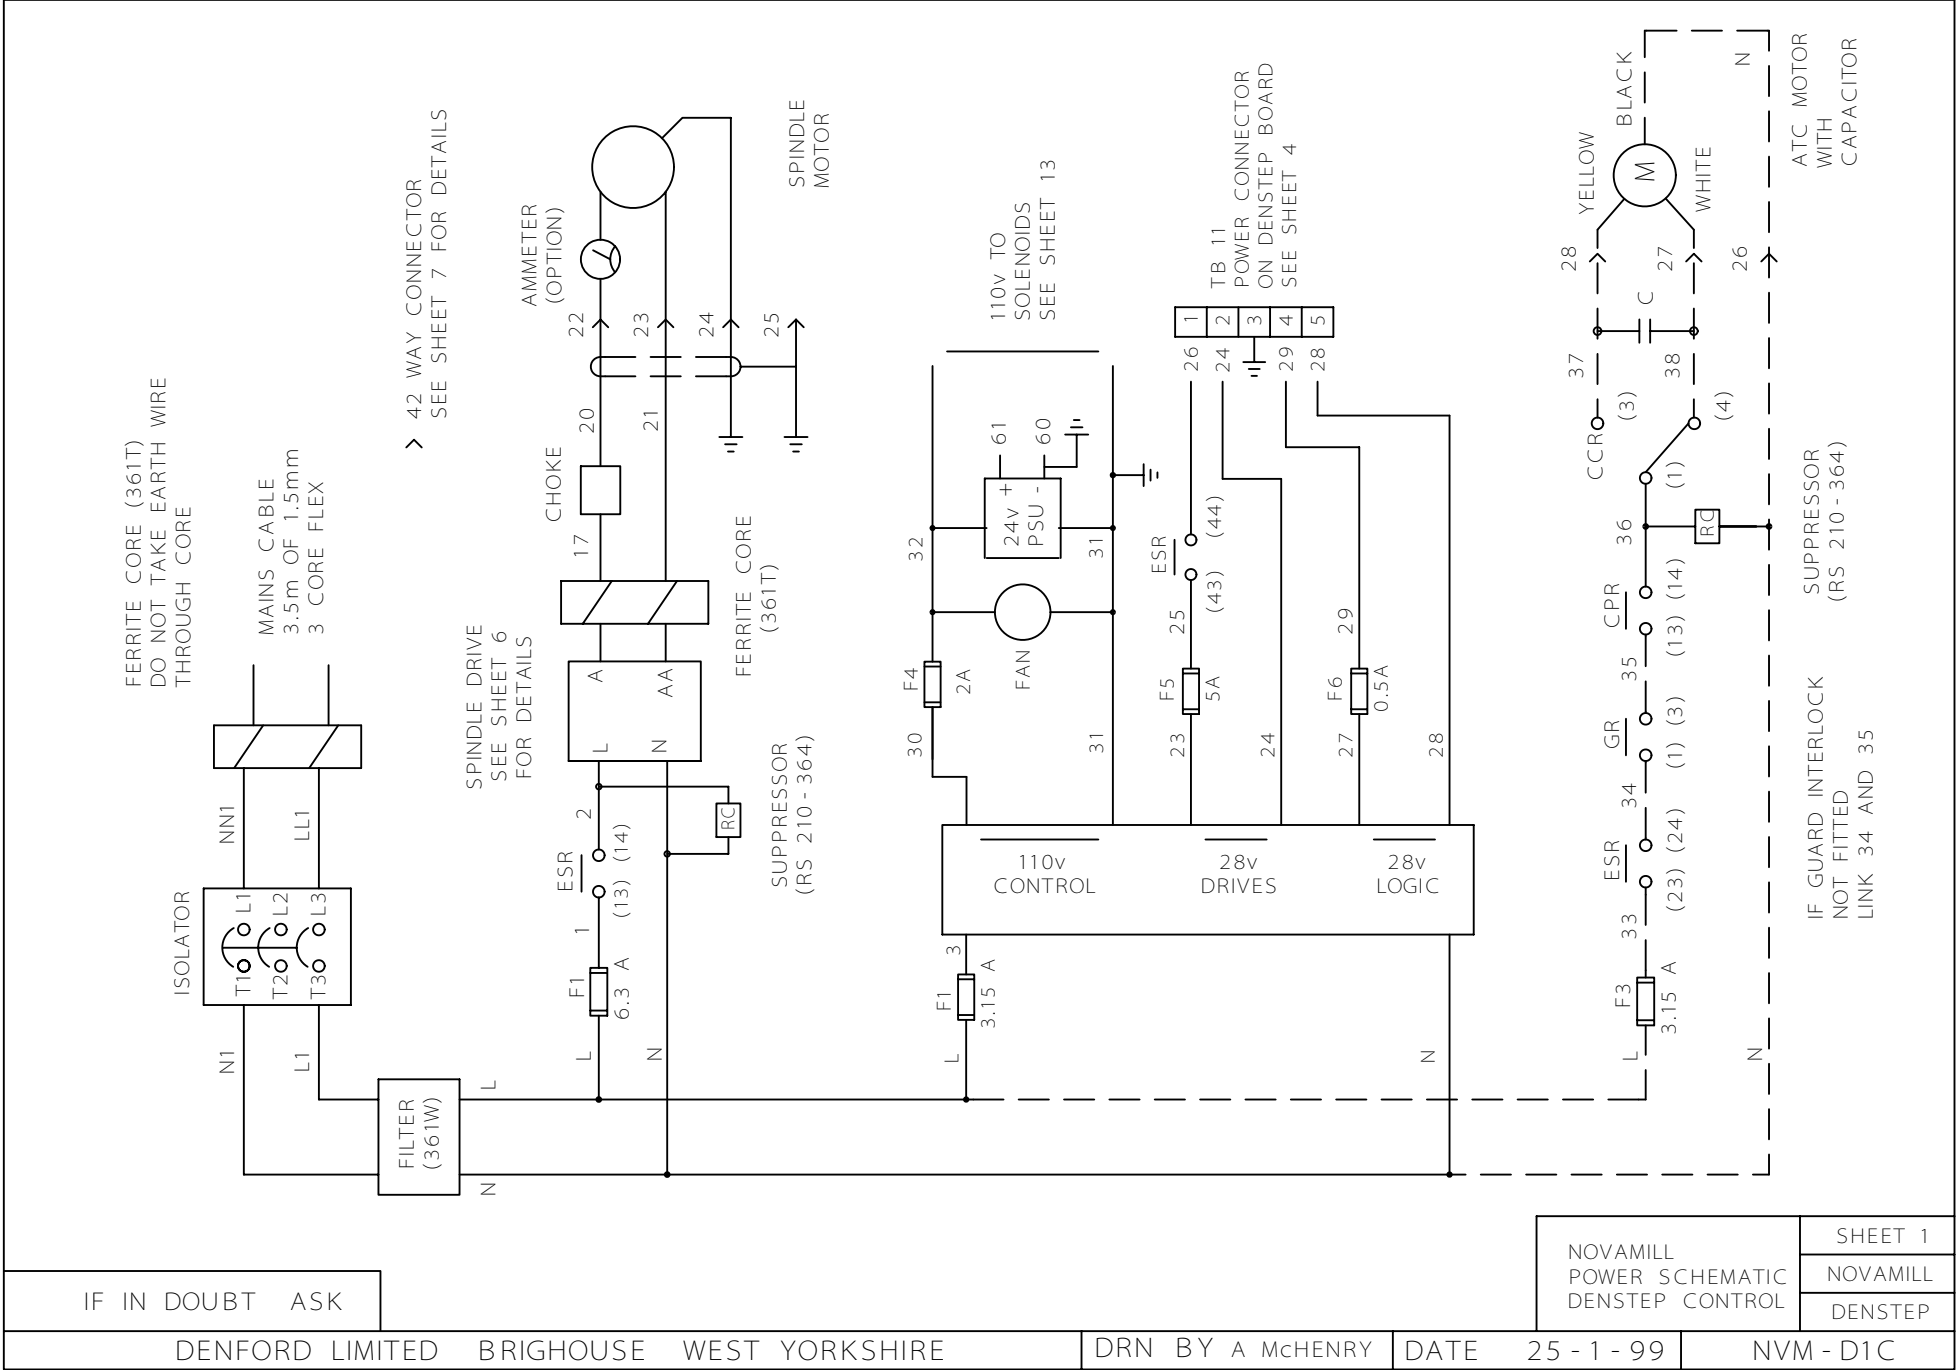 FERRITE CORE (361T)
DO NOT TAKE EARTH WIRE
THROUGH CORE
MAINS CABLE
3.5m OF 1.5mm
3 CORE FLEX
NN1
LL1
ISOLATOR
L1
L2
L3
T1
T2
T3
N1
L1
FILTER
(361W)
L
N
> 42 WAY CONNECTOR
SEE SHEET 7 FOR DETAILS
AMMETER
(OPTION)
SPINDLE
MOTOR
22
23
24
25
20
21
CHOKE
17
FERRITE CORE
(361T)
SPINDLE DRIVE
SEE SHEET 6
FOR DETAILS
A
AA
L
N
2
RC
SUPPRESSOR
(RS 210-364)
ESR
(14)
(13)
1
F1
6.3 A
L
N
110v TO
SOLENOIDS
SEE SHEET 13
61
60
24v +
PSU -
32
31
FAN
F4
2A
30
31
TB 11
POWER CONNECTOR
ON DENSTEP BOARD
SEE SHEET 4
1
2
3
4
5
26
24
29
28
ESR
(44)
(43)
25
29
F5
5A
F6
0.5A
23
24
27
28
110v
CONTROL
28v
DRIVES
28v
LOGIC
3
F1
3.15 A
L
N
BLACK
N
ATC MOTOR
WITH
CAPACITOR
YELLOW
M
WHITE
28
27
26
C
37
38
CCR
(3)
(4)
(1)
36
RC
SUPPRESSOR
(RS 210-364)
CPR
(14)
(13)
35
GR
(3)
(1)
34
IF GUARD INTERLOCK
NOT FITTED
LINK 34 AND 35
ESR
(24)
(23)
33
F3
3.15 A
L
N
NOVAMILL
POWER SCHEMATIC
DENSTEP CONTROL
SHEET 1
NOVAMILL
DENSTEP
IF IN DOUBT ASK
DENFORD LIMITED BRIGHOUSE WEST YORKSHIRE
DRN BY A McHENRY
DATE 25-1-99
NVM-D1C